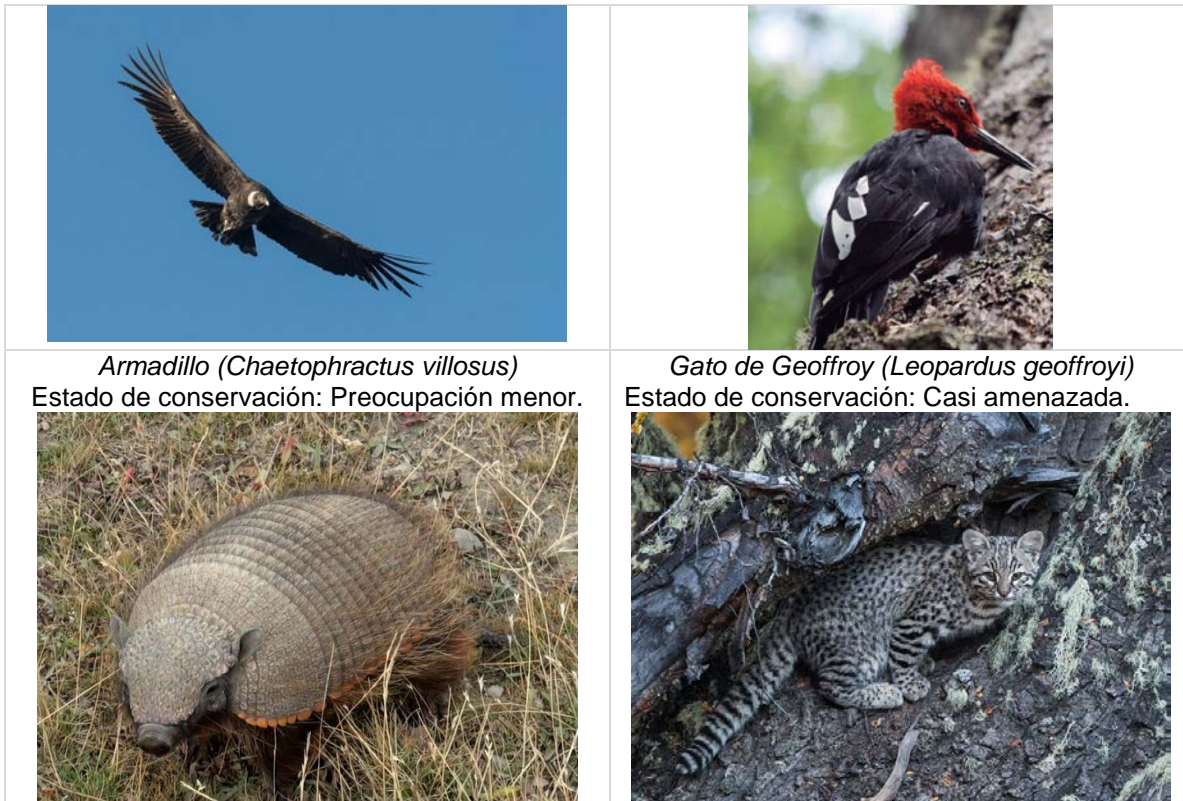 Armadillo (Chaetophractus villosus)
Estado de conservación: Preocupación menor.
Gato de Geoffroy (Leopardus geoffroyi)
Estado de conservación: Casi amenazada.